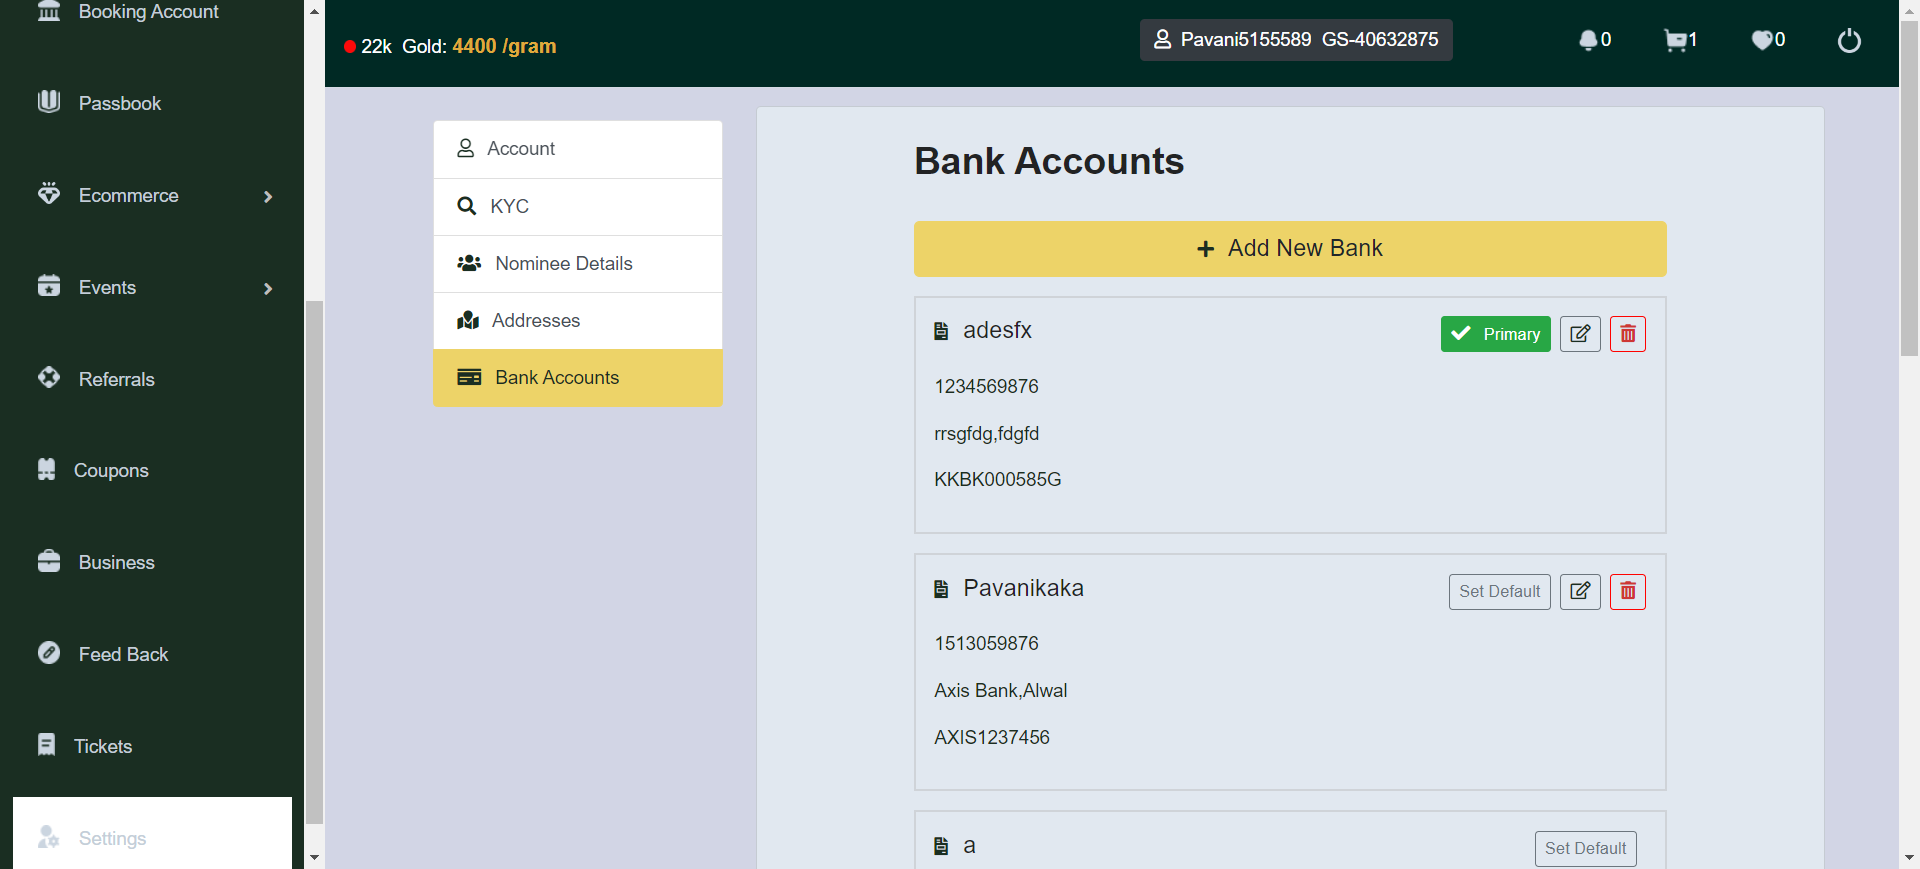 Booking Account
Passbook
Ecommerce
Events
Referrals
Coupons
Business
Feed Back
Tickets
Settings
22k Gold: 4400 /gram
Pavani5155589 GS-40632875
0
1
0
Account
KYC
Nominee Details
Addresses
Bank Accounts
Bank Accounts
Add New Bank
adesfx
Primary
1234569876
rrsgfdg,fdgfd
KKBK000585G
Pavanikaka
Set Default
1513059876
Axis Bank,Alwal
AXIS1237456
a
Set Default